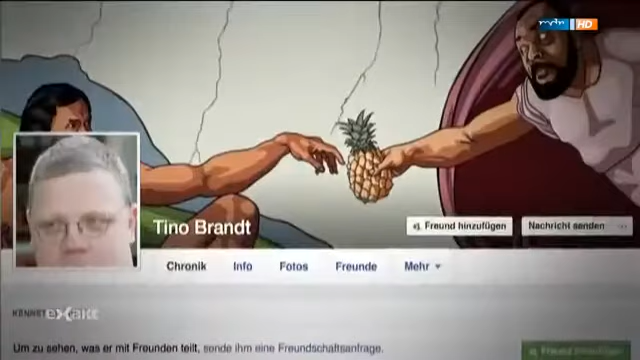 mdr HD
Tino Brandt
Freund hinzufügen
Nachricht senden ...
Chronik Info Fotos Freunde Mehr
exakt
Um zu sehen, was er mit Freunden teilt, sende ihm eine Freundschaftsanfrage.